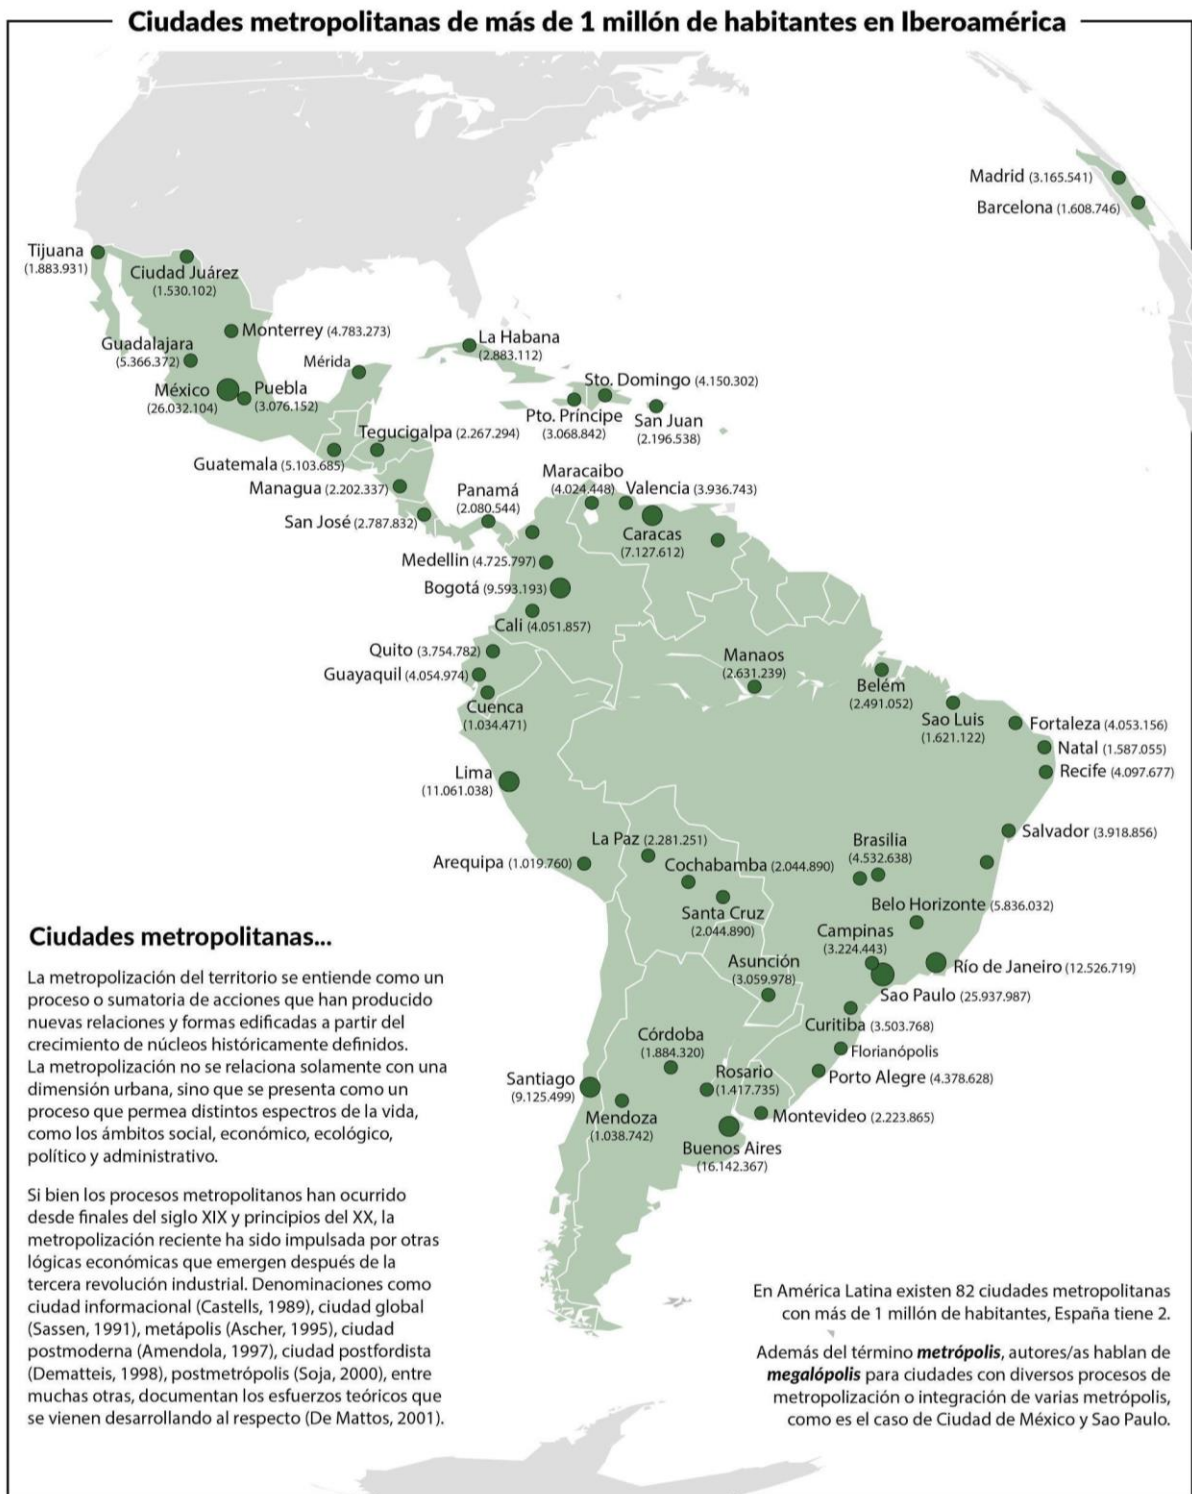 Ciudades metropolitanas de más de 1 millón de habitantes en Iberoamérica
Madrid (3.165.541)
Barcelona (1.608.746)
Tijuana
(1.883.931)
Ciudad Juárez
(1.530.102)
Monterrey (4.783.273)
Guadalajara
(5.366.372)
Mérida
La Habana
(2.883.112)
México
(26.032.104)
Puebla
(3.076.152)
Sto. Domingo (4.150.302)
Pto. Príncipe
(3.068.842)
San Juan
(2.196.538)
Tegucigalpa (2.267.294)
Guatemala (5.103.685)
Managua (2.202.337)
San José (2.787.832)
Panamá
(2.080.544)
Maracaibo
(4.024.448)
Valencia (3.936.743)
Caracas
(7.127.612)
Medellin (4.725.797)
Bogotá (9.593.193)
Cali (4.051.857)
Quito (3.754.782)
Guayaquil (4.054.974)
Cuenca
(1.034.471)
Manaos
(2.631.239)
Belém
(2.491.052)
Sao Luis
(1.621.122)
Fortaleza (4.053.156)
Natal (1.587.055)
Recife (4.097.677)
Lima
(11.061.038)
Salvador (3.918.856)
La Paz (2.281.251)
Arequipa (1.019.760)
Cochabamba (2.044.890)
Brasilia
(4.532.638)
Santa Cruz
(2.044.890)
Belo Horizonte (5.836.032)
Campinas
(3.224.443)
Asunción
(3.059.978)
Río de Janeiro (12.526.719)
Sao Paulo (25.937.987)
Curitiba (3.503.768)
Córdoba
(1.884.320)
Florianópolis
Santiago
(9.125.499)
Rosario
(1.417.735)
Porto Alegre (4.378.628)
Mendoza
(1.038.742)
Montevideo (2.223.865)
Buenos Aires
(16.142.367)
Ciudades metropolitanas...
La metropolización del territorio se entiende como un
proceso o sumatoria de acciones que han producido
nuevas relaciones y formas edificadas a partir del
crecimiento de núcleos históricamente definidos.
La metropolización no se relaciona solamente con una
dimensión urbana, sino que se presenta como un
proceso que permea distintos espectros de la vida,
como los ámbitos social, económico, ecológico,
político y administrativo.
Si bien los procesos metropolitanos han ocurrido
desde finales del siglo XIX y principios del XX, la
metropolización reciente ha sido impulsada por otras
lógicas económicas que emergen después de la
tercera revolución industrial. Denominaciones como
ciudad informacional (Castells, 1989), ciudad global
(Sassen, 1991), metápolis (Ascher, 1995), ciudad
postmoderna (Amendola, 1997), ciudad postfordista
(Dematteis, 1998), postmetrópolis (Soja, 2000), entre
muchas otras, documentan los esfuerzos teóricos que
se vienen desarrollando al respecto (De Mattos, 2001).
En América Latina existen 82 ciudades metropolitanas
con más de 1 millón de habitantes, España tiene 2.
Además del término metrópolis, autores/as hablan de
megalópolis para ciudades con diversos procesos de
metropolización o integración de varias metrópolis,
como es el caso de Ciudad de México y Sao Paulo.